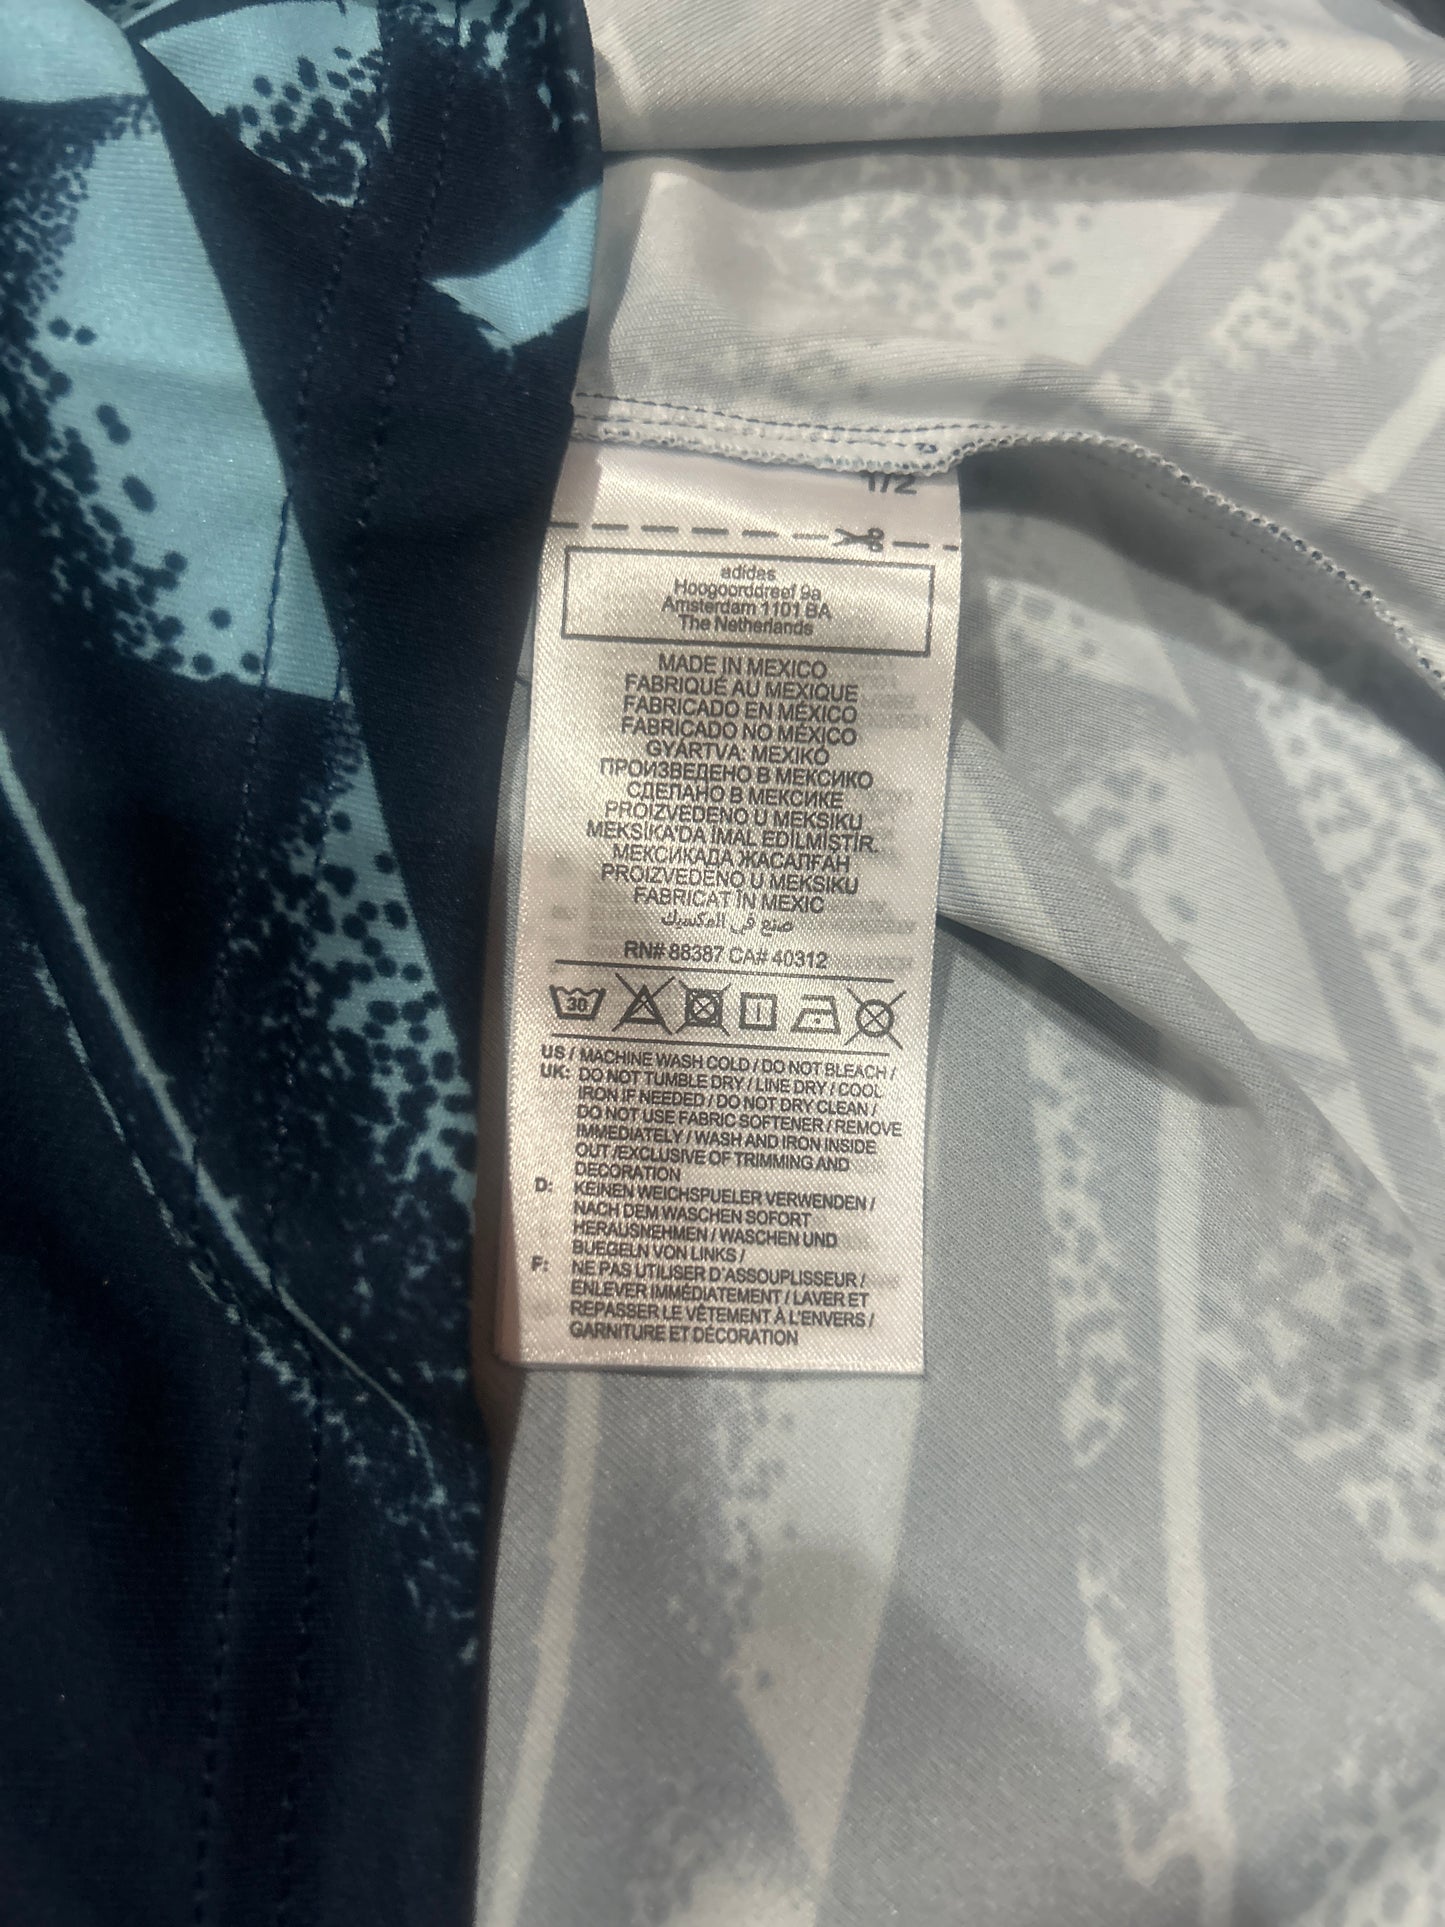 1/2
adidas
Hoogoorddreef 9a
Amsterdam 1101 BA
The Netherlands
MADE IN MEXICO
FABRIQUÉ AU MEXIQUE
FABRICADO EN MÉXICO
FABRICADO NO MÉXICO
GYÁRTVA: MEXIKÓ
ПРОИЗВЕДЕНО В МЕКСИКО
СДЕЛАНО В МЕКСИКЕ
PROIZVEDENO U MEKSIKU
MEKSİKA'DA İMAL EDİLMİŞTİR.
МЕКСИКАДА ЖАСАЛҒАН
PROIZVEDENO U MEKSIKU
FABRICAT ÎN MEXIC
صنع في المكسيك
RN# 88387 CA# 40312
30
US / MACHINE WASH COLD / DO NOT BLEACH /
UK: DO NOT TUMBLE DRY / LINE DRY / COOL
IRON IF NEEDED / DO NOT DRY CLEAN /
DO NOT USE FABRIC SOFTENER / REMOVE
IMMEDIATELY / WASH AND IRON INSIDE
OUT /EXCLUSIVE OF TRIMMING AND
DECORATION
D: KEINEN WEICHSPUELER VERWENDEN /
NACH DEM WASCHEN SOFORT
HERAUSNEHMEN / WASCHEN UND
BUEGELN VON LINKS /
F: NE PAS UTILISER D'ASSOUPLISSEUR /
ENLEVER IMMÉDIATEMENT / LAVER ET
REPASSER LE VÊTEMENT À L'ENVERS /
GARNITURE ET DÉCORATION